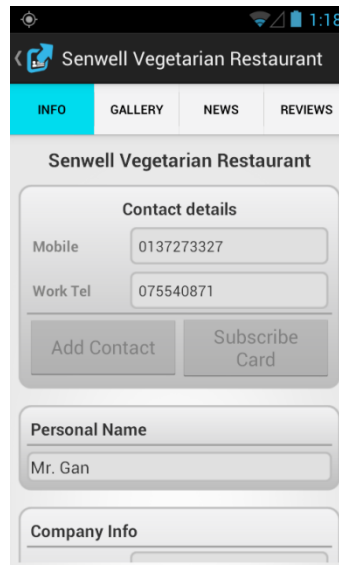 1:18
Senwell Vegetarian Restaurant
INFO GALLERY NEWS REVIEWS
Senwell Vegetarian Restaurant
Contact details
Mobile 0137273327
Work Tel 075540871
Add Contact Subscribe
Card
Personal Name
Mr. Gan
Company Info